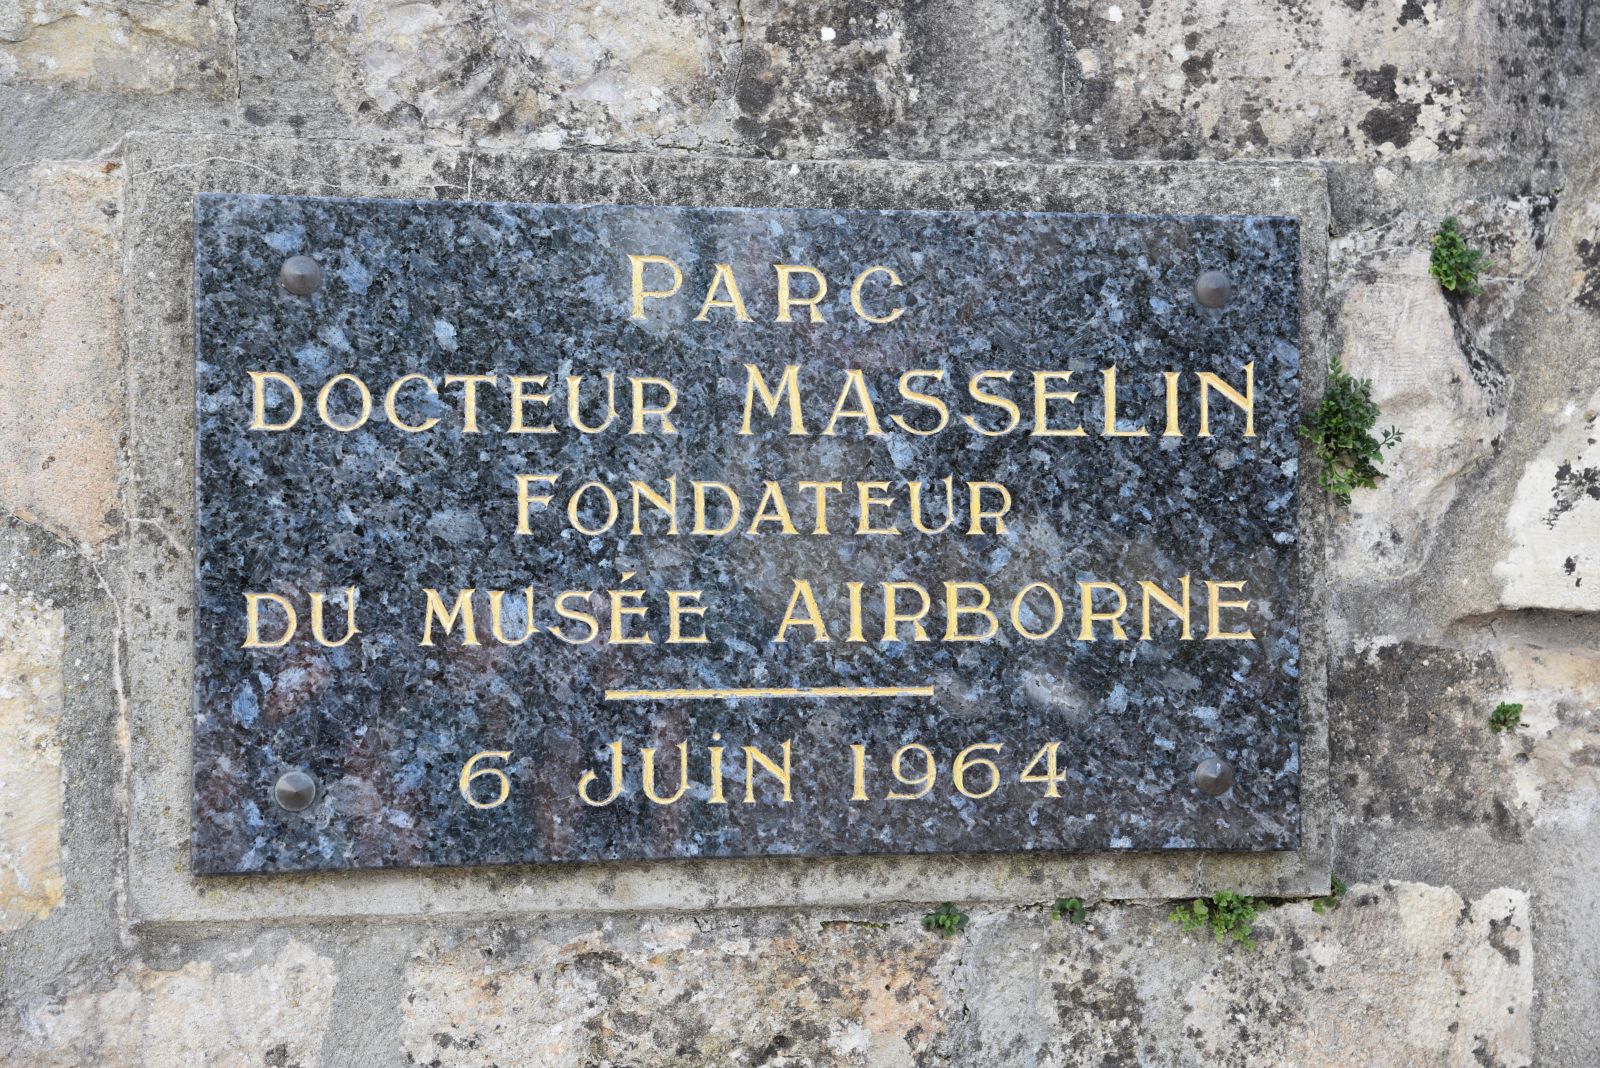 PARC
DOCTEUR MASSELIN
FONDATEUR
DU MUSÉE AIRBORNE
6 JUiN 1964